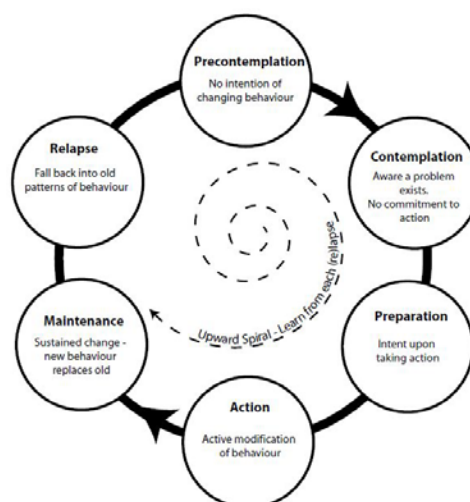 Precontemplation
No intention of
changing behaviour
Contemplation
Aware a problem
exists.
No commitment to
action
Preparation
Intent upon
taking action
Action
Active modification
of behaviour
Maintenance
Sustained change -
new behaviour
replaces old
Relapse
Fall back into old
patterns of behaviour
Upward Spiral - Learn from each (re)lapse